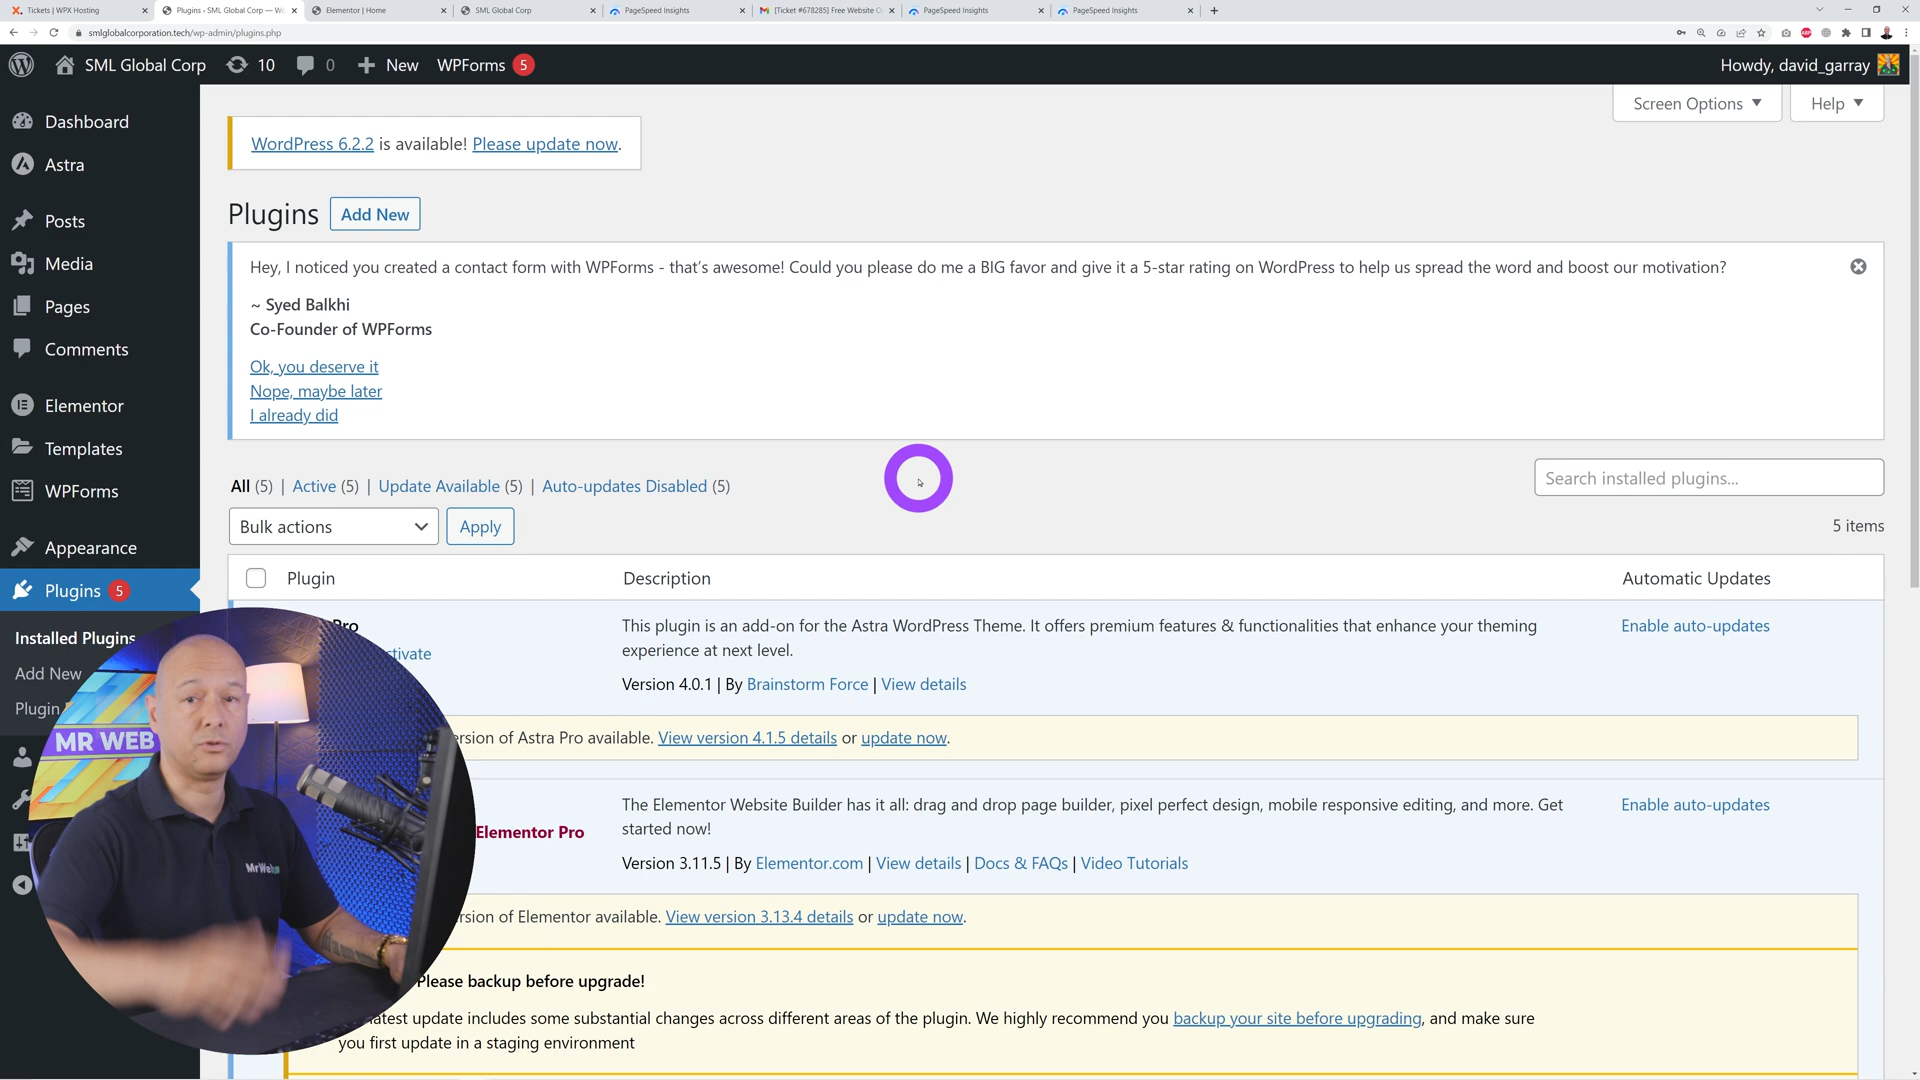 Tickets | WPX Hosting
Plugins ‹ SML Global Corp — Wo
Elementor | Home
SML Global Corp
PageSpeed Insights
[Ticket #678285] Free Website O
PageSpeed Insights
PageSpeed Insights
smlglobalcorporation.tech/wp-admin/plugins.php
SML Global Corp
10
0
New
WPForms 5
Howdy, david_garray
Screen Options
Help
Dashboard
Astra
Posts
Media
Pages
Comments
Elementor
Templates
WPForms
Appearance
Plugins 5
Installed Plugins
Add New
Plugin
WordPress 6.2.2 is available! Please update now.
Plugins
Add New
Hey, I noticed you created a contact form with WPForms - that's awesome! Could you please do me a BIG favor and give it a 5-star rating on WordPress to help us spread the word and boost our motivation?
~ Syed Balkhi
Co-Founder of WPForms
Ok, you deserve it
Nope, maybe later
I already did
All (5) | Active (5) | Update Available (5) | Auto-updates Disabled (5)
Search installed plugins...
Bulk actions
Apply
5 items
Plugin
Description
Automatic Updates
Pro
ctivate
This plugin is an add-on for the Astra WordPress Theme. It offers premium features & functionalities that enhance your theming
experience at next level.
Version 4.0.1 | By Brainstorm Force | View details
Enable auto-updates
ersion of Astra Pro available. View version 4.1.5 details or update now.
Elementor Pro
The Elementor Website Builder has it all: drag and drop page builder, pixel perfect design, mobile responsive editing, and more. Get
started now!
Version 3.11.5 | By Elementor.com | View details | Docs & FAQs | Video Tutorials
Enable auto-updates
ersion of Elementor available. View version 3.13.4 details or update now.
Please backup before upgrade!
latest update includes some substantial changes across different areas of the plugin. We highly recommend you backup your site before upgrading, and make sure
you first update in a staging environment
MR WEB